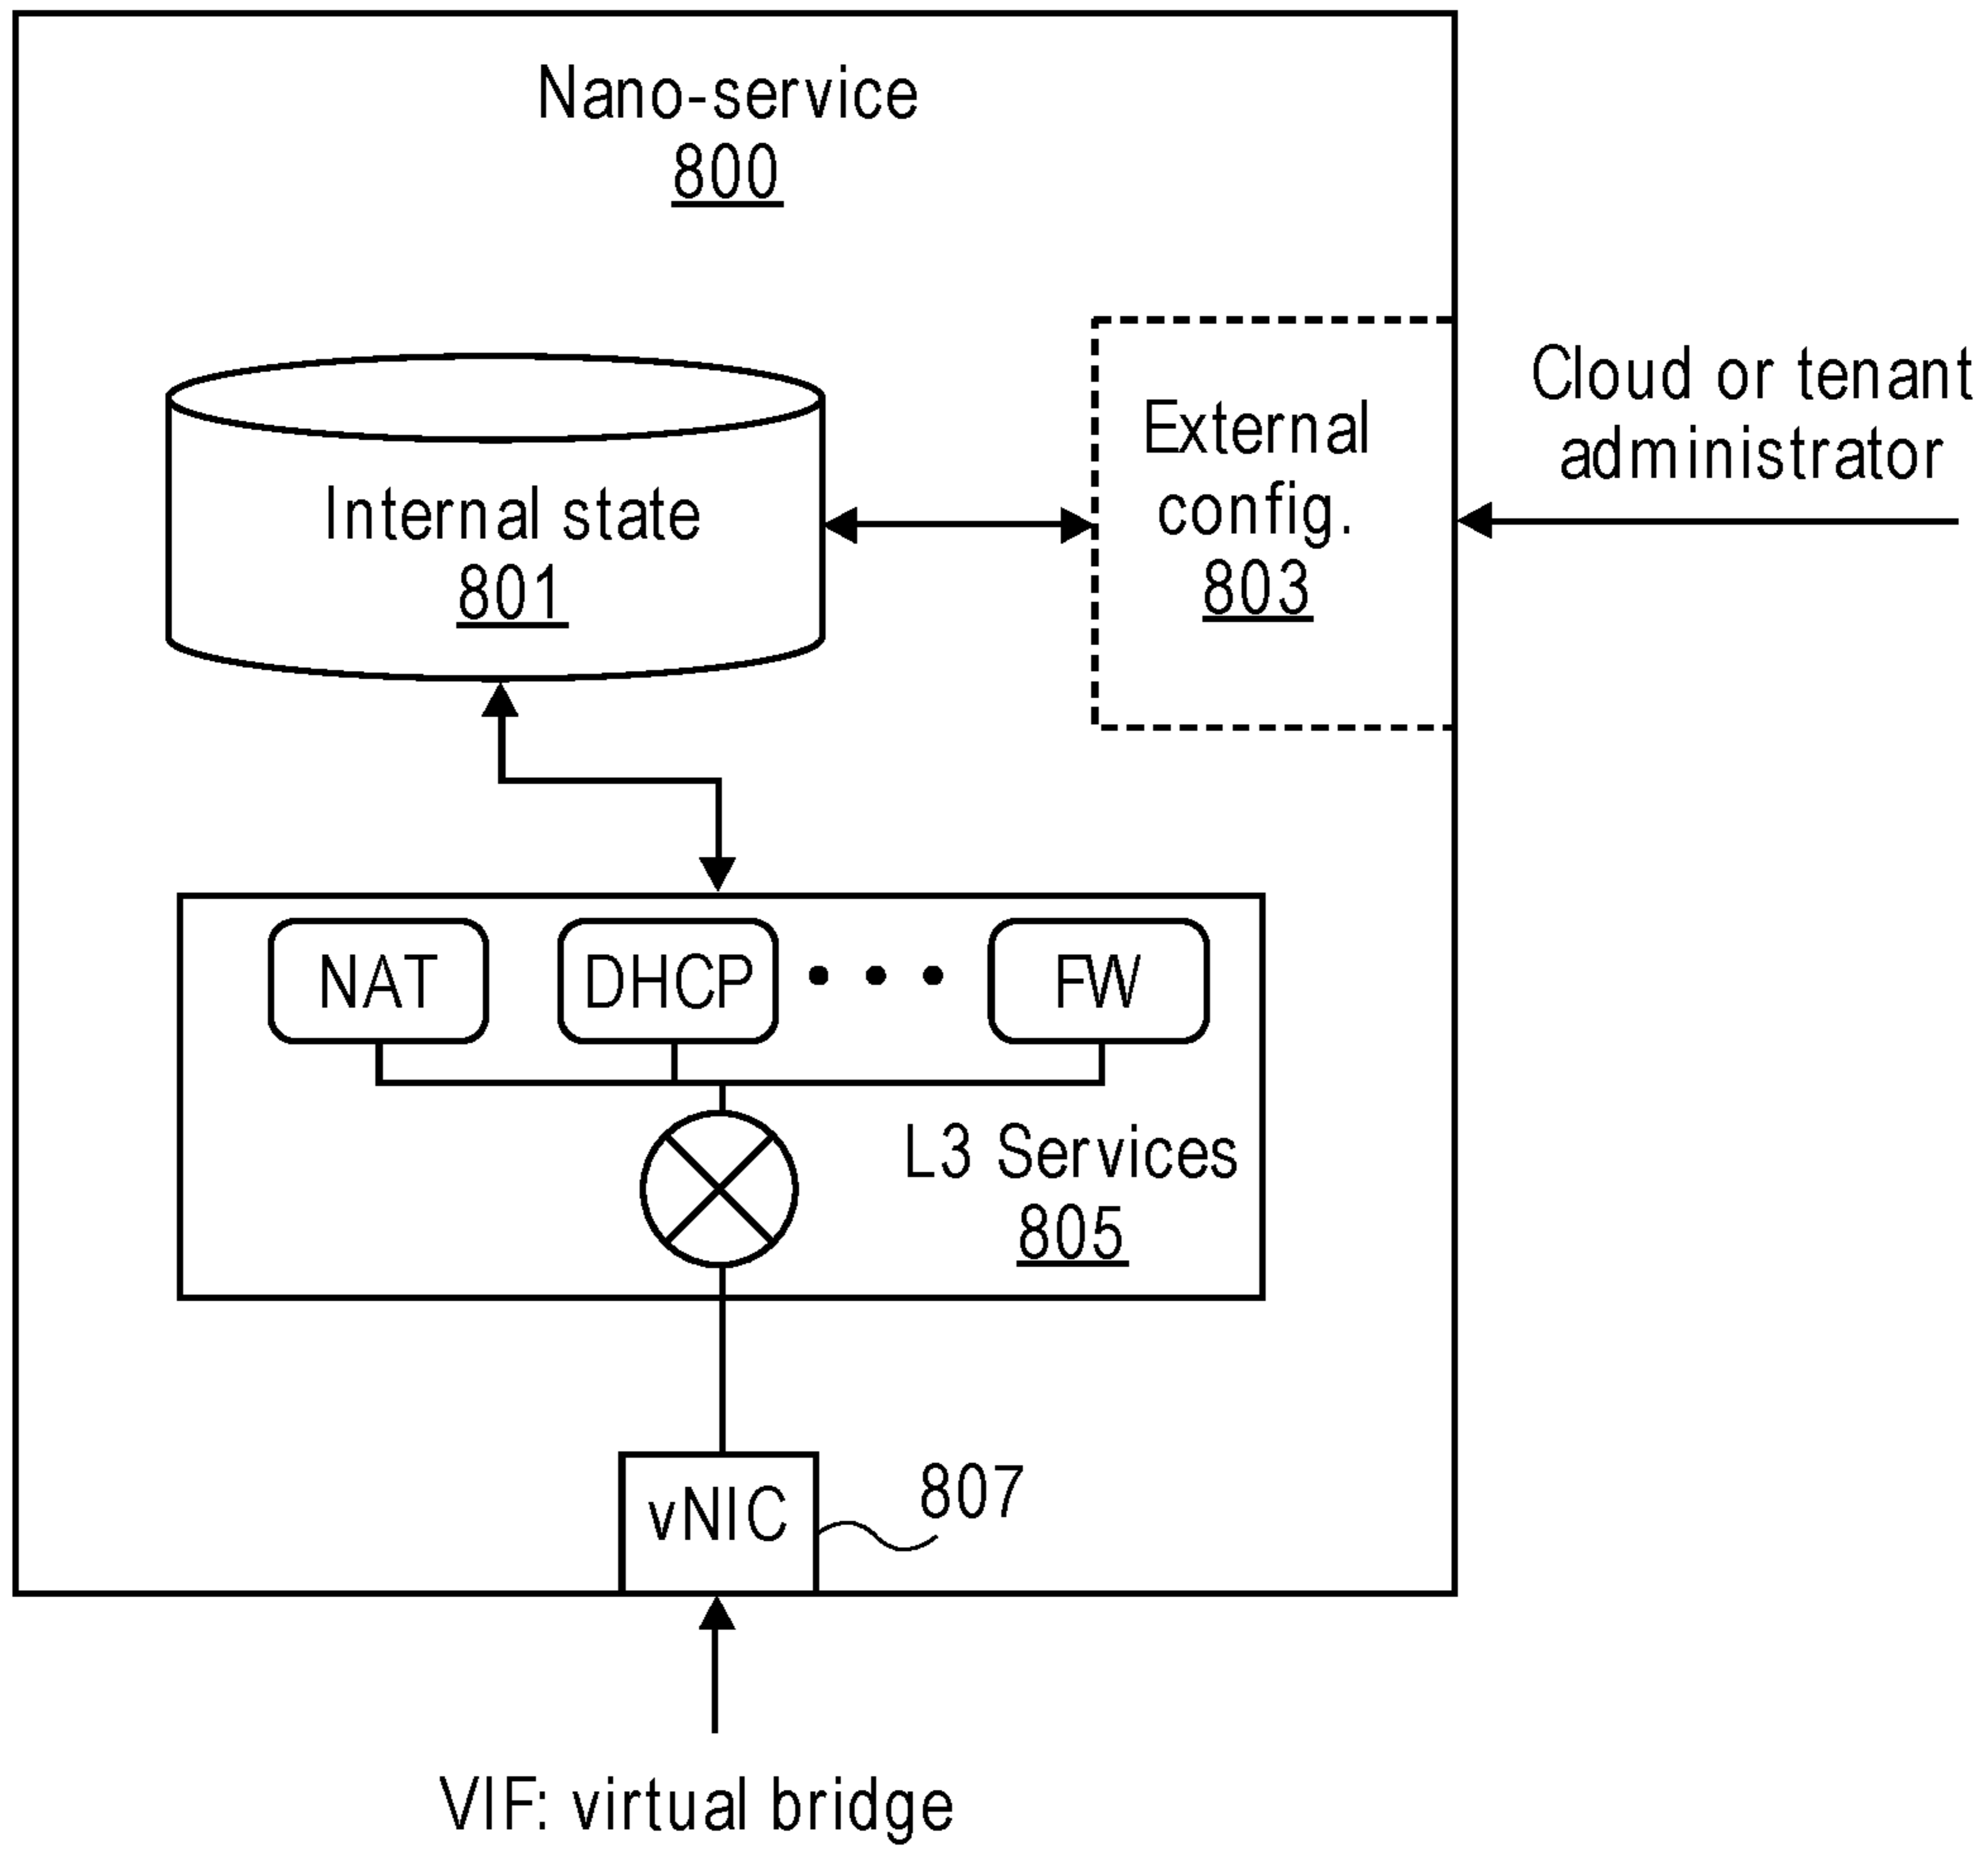 Nano-service
800
Cloud or tenant
administrator
External
config.
803
Internal state
801
NAT
DHCP
FW
L3 Services
805
vNIC
807
VIF: virtual bridge